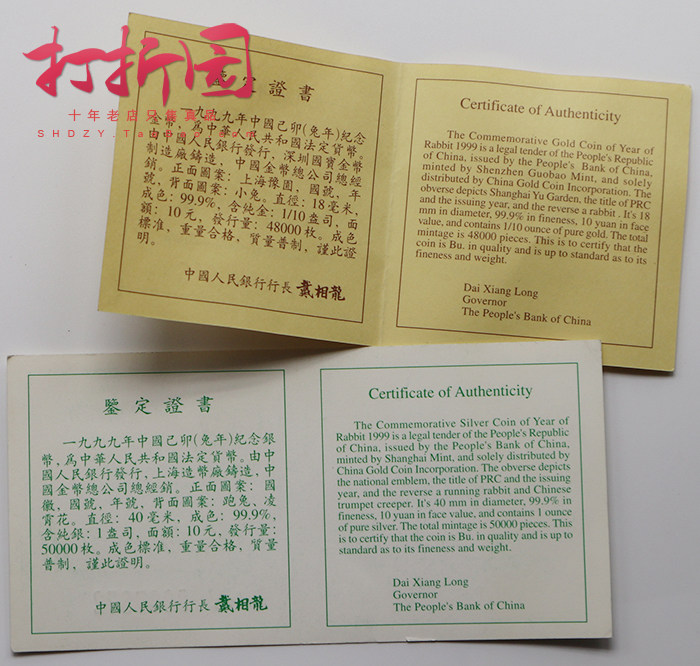 打折园
十年老店只售真品
SHDZY.TaoBao.com
鑒定證書
一九九九年中國己卯(兔年)紀念
金幣,爲中華人民共和國法定貨幣。
由中國人民銀行發行,深圳國寶金幣
制造廠鑄造,中國金幣總公司總經
銷。正面圖案:上海豫園,國號,年
號,背面圖案:小兔。直徑:18毫米,
成色:99.9%,含純金:1/10盎司,面
額:10元,發行量:48000枚。成色
標准,重量合格,質量普制,謹此證
明。
中國人民銀行行長 戴相龍
Certificate of Authenticity
The Commemorative Gold Coin of Year of
Rabbit 1999 is a legal tender of the People's Republic
of China, issued by the People's Bank of China,
minted by Shenzhen Guobao Mint, and solely
distributed by China Gold Coin Incorporation. The
obverse depicts Shanghai Yu Garden, the title of PRC
and the issuing year, and the reverse a rabbit. It's 18
mm in diameter, 99.9% in fineness, 10 yuan in face
value, and contains 1/10 ounce of pure gold. The total
mintage is 48000 pieces. This is to certify that the
coin is Bu. in quality and is up to standard as to its
fineness and weight.
Dai Xiang Long
Governor
The People's Bank of China
鑒定證書
一九九九年中國己卯(兔年)紀念銀
幣,爲中華人民共和國法定貨幣。由中
國人民銀行發行,上海造幣廠鑄造,中
國金幣總公司總經銷。正面圖案:國
徽,國號,年號,背面圖案:跑兔,凌
霄花。直徑:40毫米,成色:99.9%,
含純銀:1盎司,面額:10元,發行量:
50000枚。成色標准,重量合格,質量
普制,謹此證明。
中國人民銀行行長 戴相龍
Certificate of Authenticity
The Commemorative Silver Coin of Year of
Rabbit 1999 is a legal tender of the People's Republic
of China, issued by the People's Bank of China,
minted by Shanghai Mint, and solely distributed by
China Gold Coin Incorporation. The obverse depicts
the national emblem, the title of PRC and the issuing
year, and the reverse a running rabbit and Chinese
trumpet creeper. It's 40 mm in diameter, 99.9% in
fineness, 10 yuan in face value, and contains 1 ounce
of pure silver. The total mintage is 50000 pieces. This
is to certify that the coin is Bu. in quality and is up to
standard as to its fineness and weight.
Dai Xiang Long
Governor
The People's Bank of China